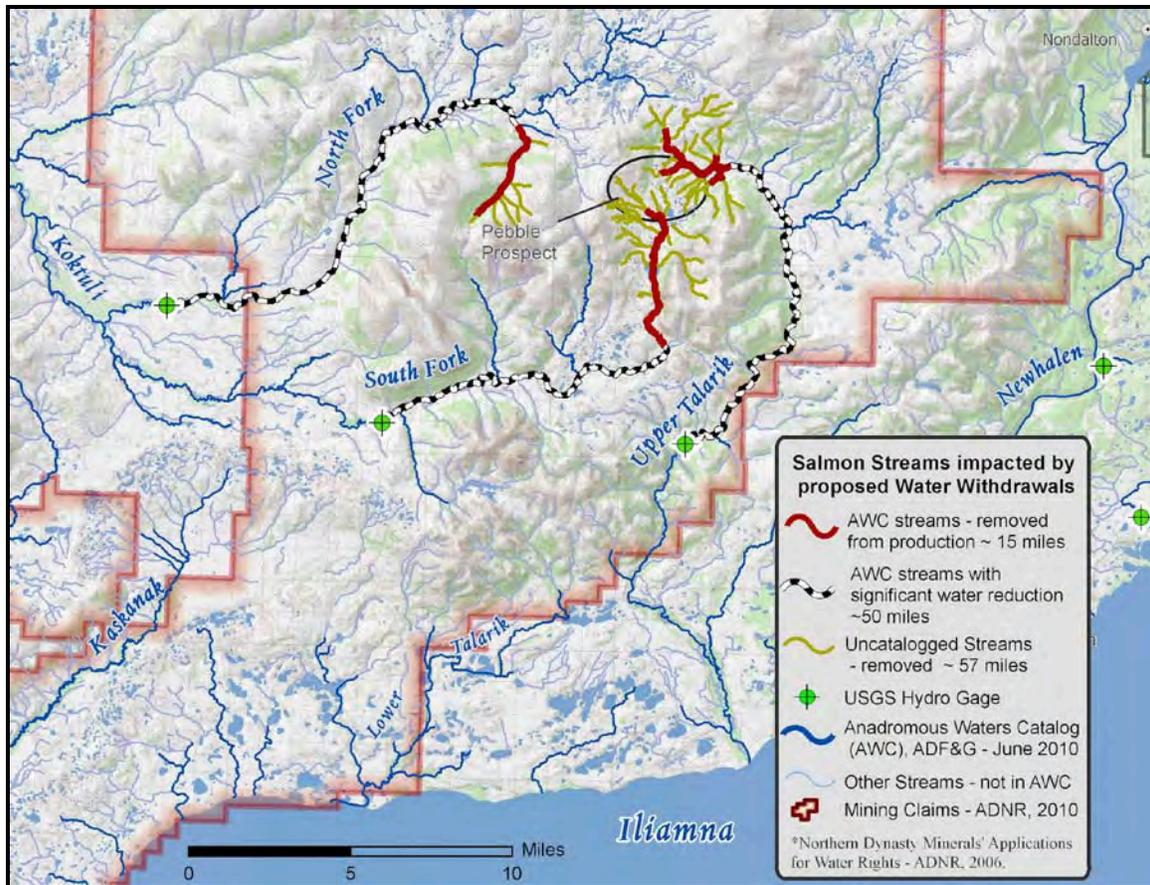 Nondalton
North Fork
Pebble
Prospect
Koktuli
South Fork
Newhalen
Upper Talarik
Kaskanak
Talarik
Lower
Iliamna
Miles
0 5 10
Salmon Streams impacted by
proposed Water Withdrawals
AWC streams - removed
from production ~ 15 miles
AWC streams with
significant water reduction
~50 miles
Uncatalogged Streams
- removed ~ 57 miles
USGS Hydro Gage
Anadromous Waters Catalog
(AWC), ADF&G - June 2010
Other Streams - not in AWC
Mining Claims - ADNR, 2010
*Northern Dynasty Minerals' Applications
for Water Rights - ADNR, 2006.